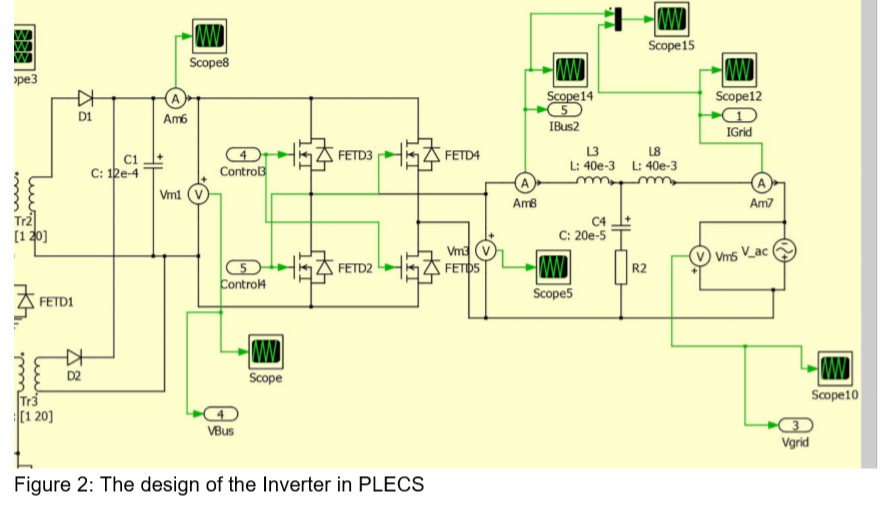 Scope8
Scope15
ope3
Scope14
Scope12
D1
A
Am6
5
IBus2
1
IGrid
C1
C: 12e-4
4
Control3
FETD3
FETD4
L3
L: 40e-3
L8
L: 40e-3
Vm1
V
A
Am8
A
Am7
Tr2
[1 20]
C4
C: 20e-5
5
Control4
FETD2
Vm3
V
FETD5
Scope5
R2
V
Vm5
V_ac
FETD1
D2
Scope
Scope10
Tr3
: [1 20]
4
VBus
3
Vgrid
Figure 2: The design of the Inverter in PLECS